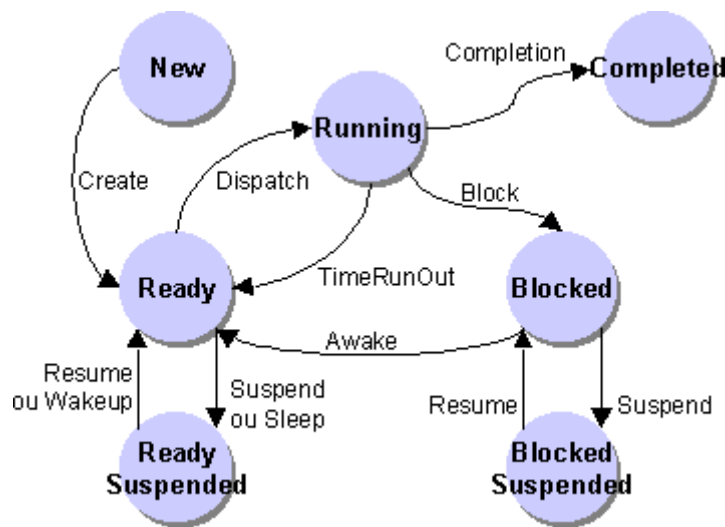 New
Completion
Completed
Running
Create
Dispatch
Block
Ready
TimeRunOut
Blocked
Awake
Resume
ou Wakeup
Suspend
ou Sleep
Resume
Suspend
Ready
Suspended
Blocked
Suspended